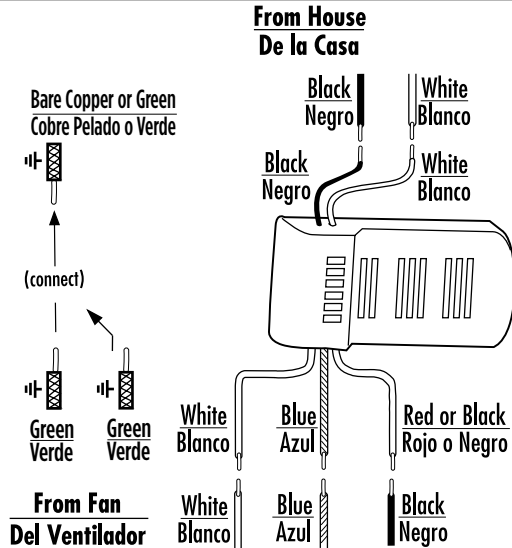 From House
De la Casa
Bare Copper or Green
Cobre Pelado o Verde
Black
Negro
White
Blanco
Black
Negro
White
Blanco
(connect)
Green
Verde
Green
Verde
White
Blanco
Blue
Azul
Red or Black
Rojo o Negro
From Fan
Del Ventilador
White
Blanco
Blue
Azul
Black
Negro